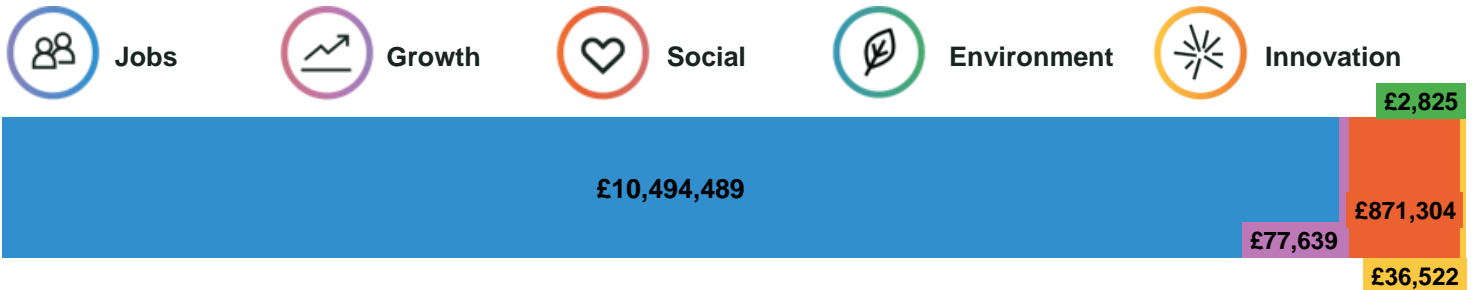 Jobs
Growth
Social
Environment
Innovation
£2,825
£10,494,489
£871,304
£77,639
£36,522